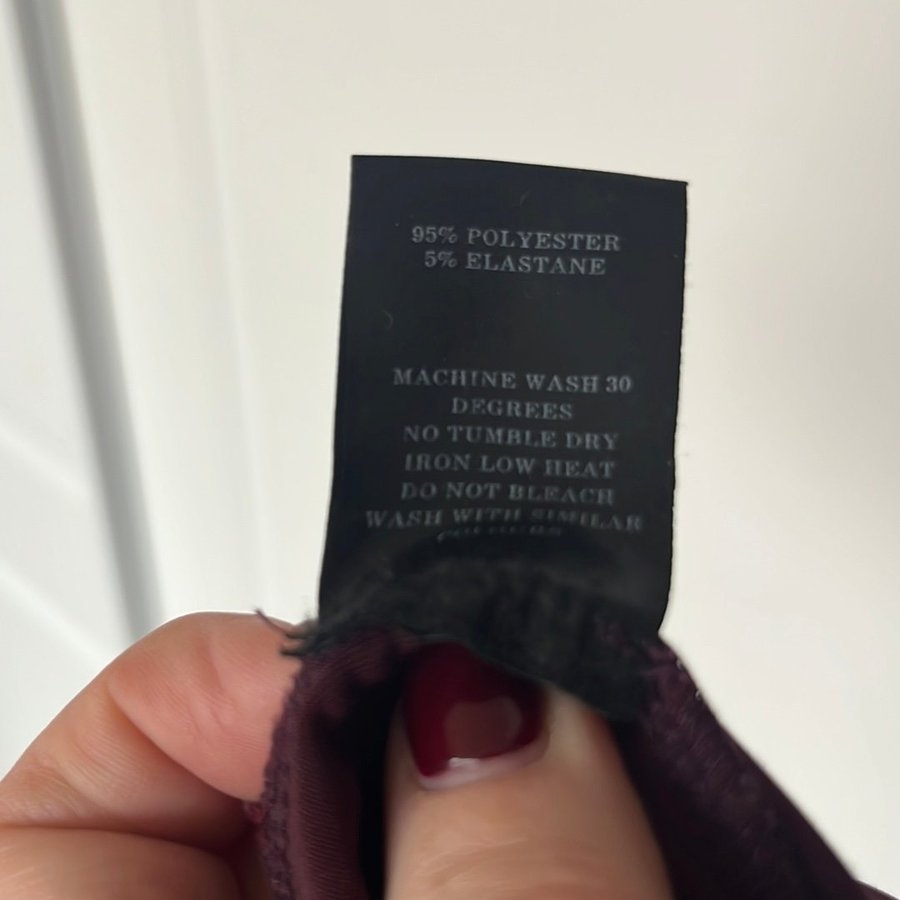 95% POLYESTER
5% ELASTANE
MACHINE WASH 30
DEGREES
NO TUMBLE DRY
IRON LOW HEAT
DO NOT BLEACH
WASH WITH SIMILAR